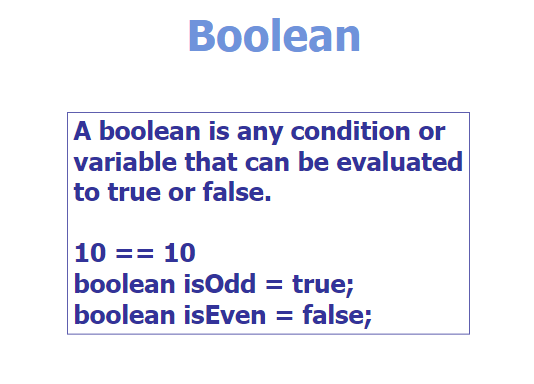 Boolean
A boolean is any condition or
variable that can be evaluated
to true or false.
10 == 10
boolean isOdd = true;
boolean isEven = false;